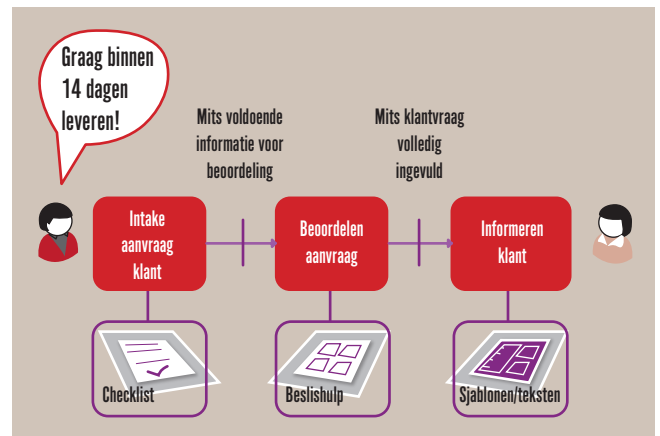 Graag binnen
14 dagen
leveren!
Mits voldoende
informatie voor
beoordeling
Mits klantvraag
volledig
ingevuld
Intake
aanvraag
klant
Beoordelen
aanvraag
Informeren
klant
Checklist
Beslishulp
Sjablonen/teksten